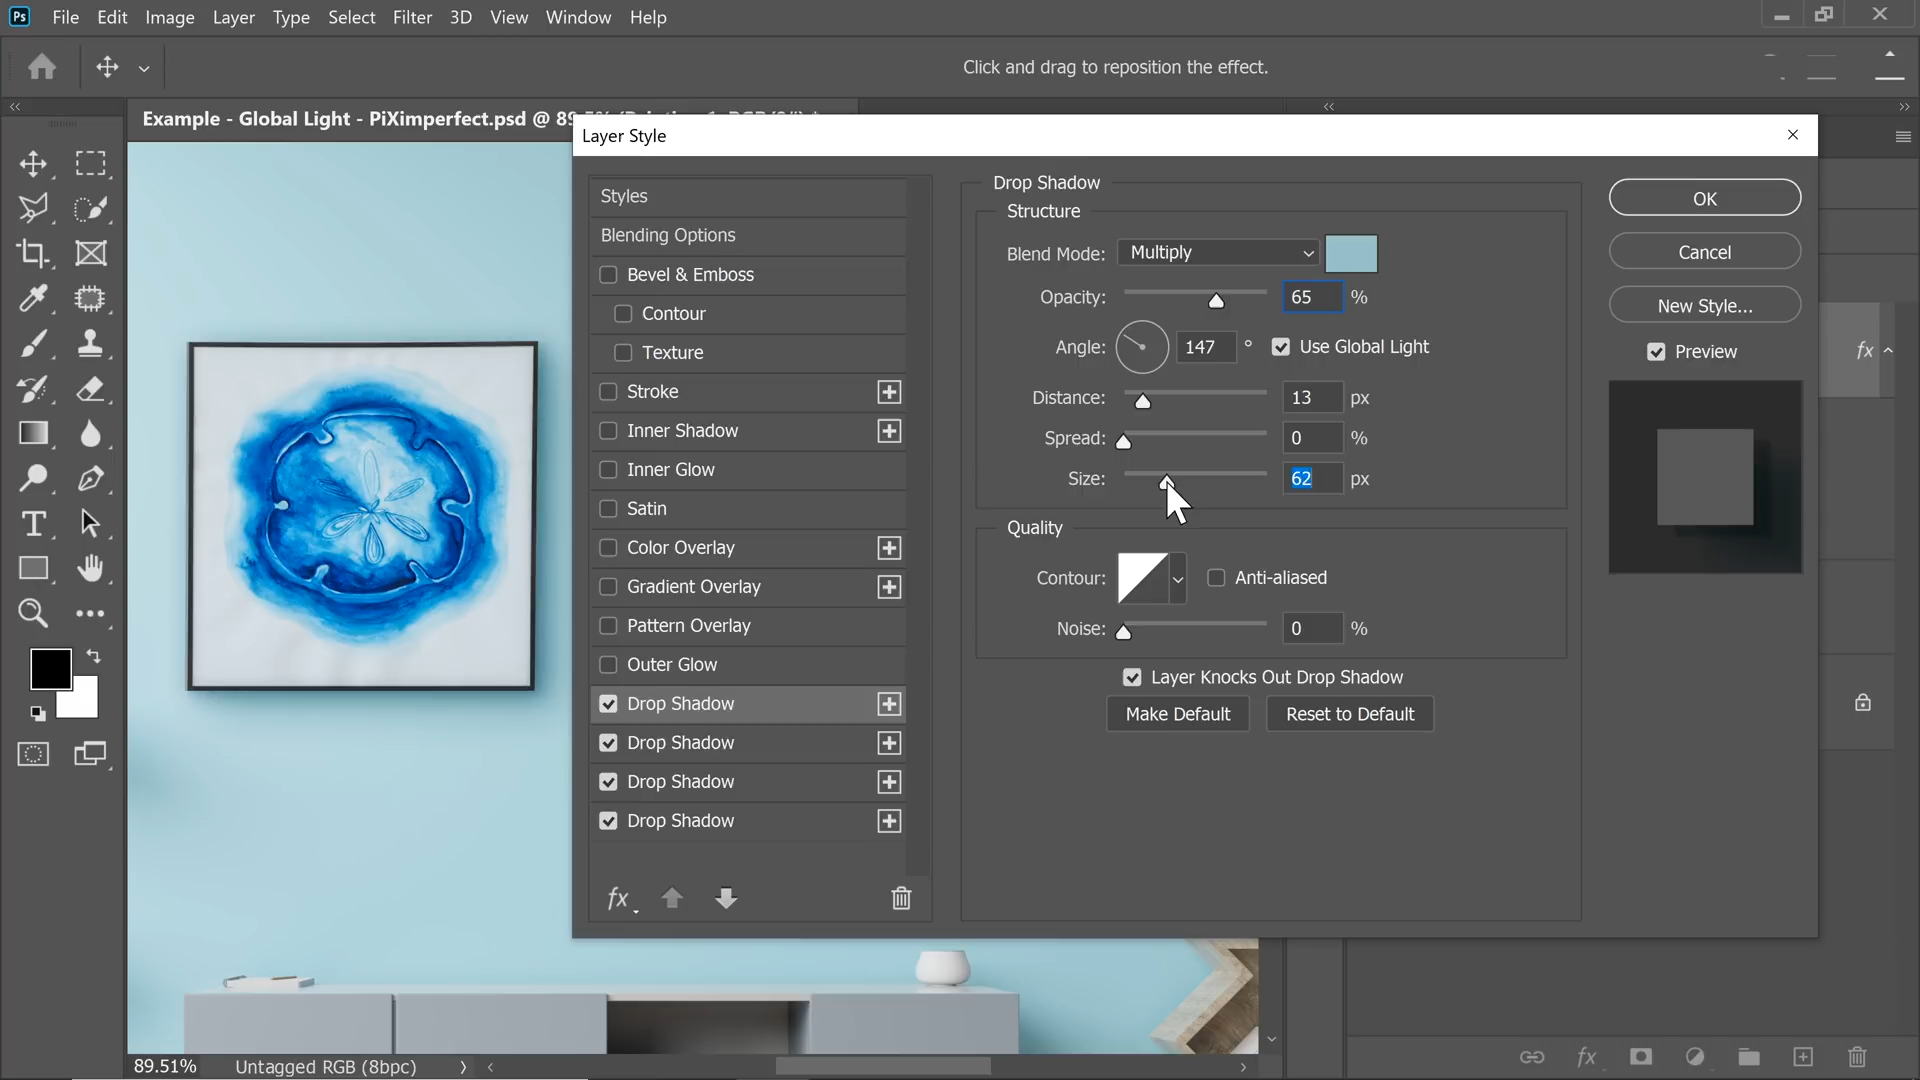 Ps File Edit Image Layer Type Select Filter 3D View Window Help
Click and drag to reposition the effect.
Example - Global Light - PiXimperfect.psd @ 89.5%
Layer Style
Styles
Blending Options
Bevel & Emboss
Contour
Texture
Stroke
Inner Shadow
Inner Glow
Satin
Color Overlay
Gradient Overlay
Pattern Overlay
Outer Glow
Drop Shadow
Drop Shadow
Drop Shadow
Drop Shadow
fx
Drop Shadow
Structure
Blend Mode: Multiply
Opacity: 65 %
Angle: 147 ° Use Global Light
Distance: 13 px
Spread: 0 %
Size: 62 px
Quality
Contour: Anti-aliased
Noise: 0 %
Layer Knocks Out Drop Shadow
Make Default Reset to Default
OK
Cancel
New Style...
Preview
fx
T
89.51% Untagged RGB (8bpc)
fx